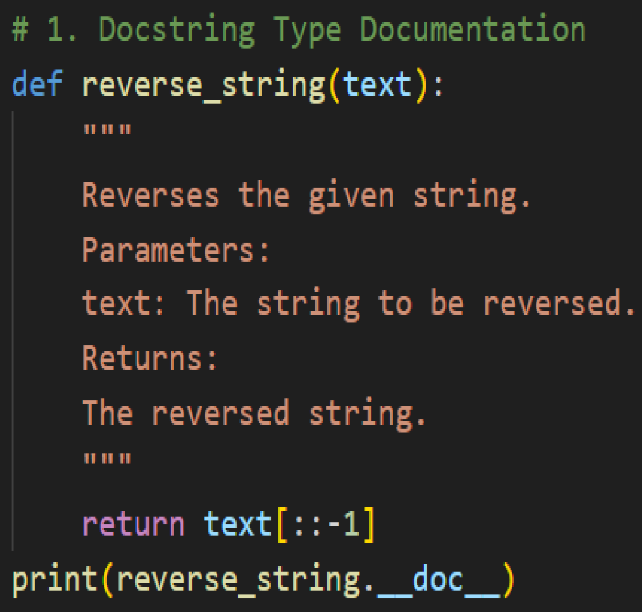 # 1. Docstring Type Documentation
def reverse_string(text):
    """
    Reverses the given string.
    Parameters:
    text: The string to be reversed.
    Returns:
    The reversed string.
    """
    return text[::-1]
print(reverse_string.__doc__)